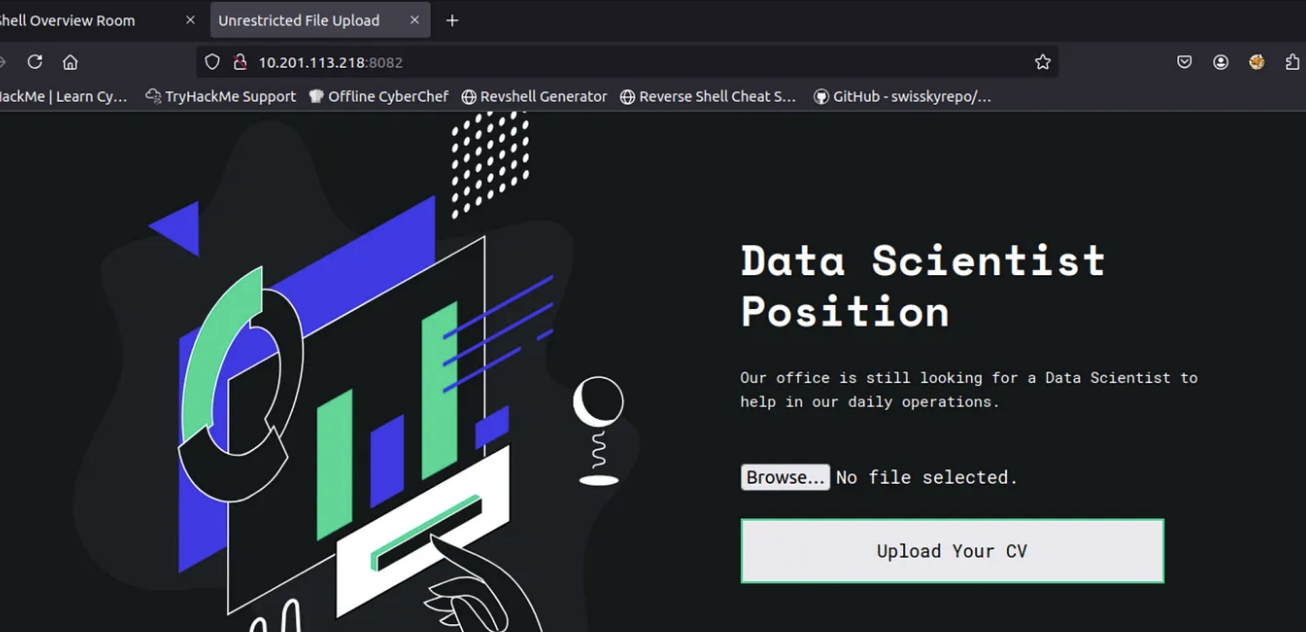 Shell Overview Room
Unrestricted File Upload
10.201.113.218:8082
HackMe | Learn Cy...
TryHackMe Support
Offline CyberChef
Revshell Generator
Reverse Shell Cheat S...
GitHub - swisskyrepo/...
Data Scientist
Position
Our office is still looking for a Data Scientist to
help in our daily operations.
Browse... No file selected.
Upload Your CV